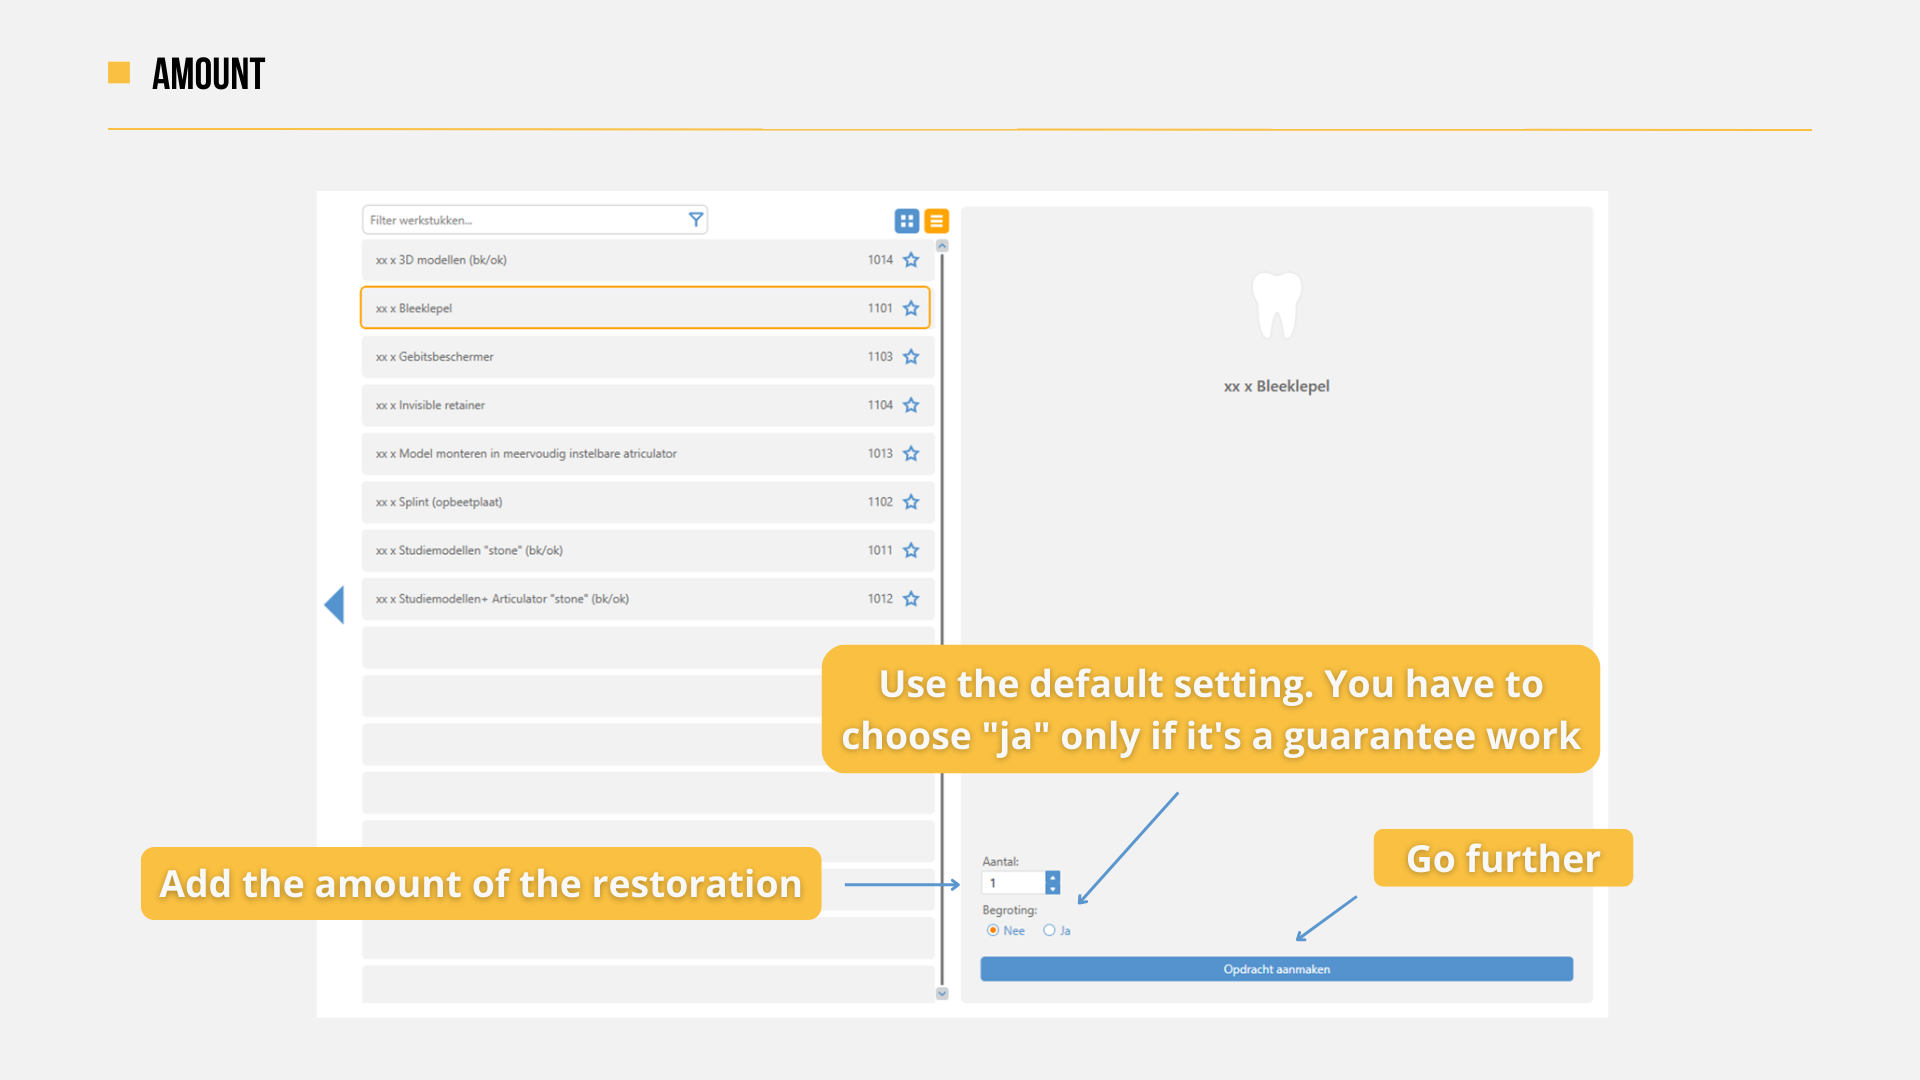 AMOUNT
Filter werkstukken...
xx x 3D modellen (bk/ok) 1014
xx x Bleeklepel 1101
xx x Gebitsbeschermer 1103
xx x Invisible retainer 1104
xx x Model monteren in meervoudig instelbare atriculator 1013
xx x Splint (opbeetplaat) 1102
xx x Studiemodellen "stone" (bk/ok) 1011
xx x Studiemodellen+ Articulator "stone" (bk/ok) 1012
xx x Bleeklepel
Use the default setting. You have to
choose "ja" only if it's a guarantee work
Add the amount of the restoration
Go further
Aantal:
1
Begroting:
Nee Ja
Opdracht aanmaken